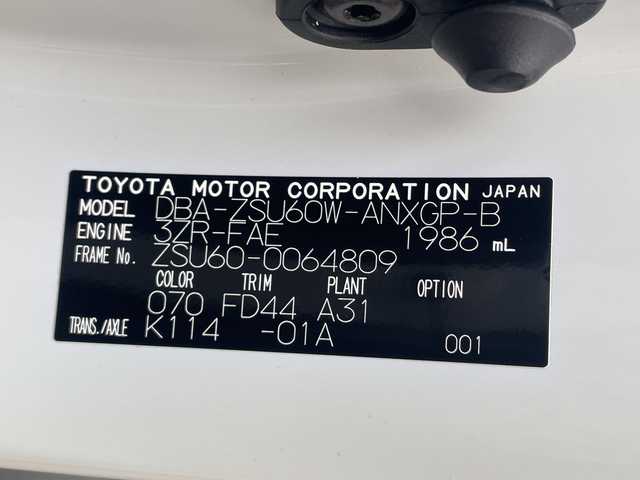 TOYOTA MOTOR CORPORATION JAPAN
MODEL DBA-ZSU60W-ANXGP-B
ENGINE 3ZR-FAE 1986 mL
FRAME No. ZSU60-0064809
COLOR TRIM PLANT OPTION
070 FD44 A31
TRANS./AXLE K114 -01A 001